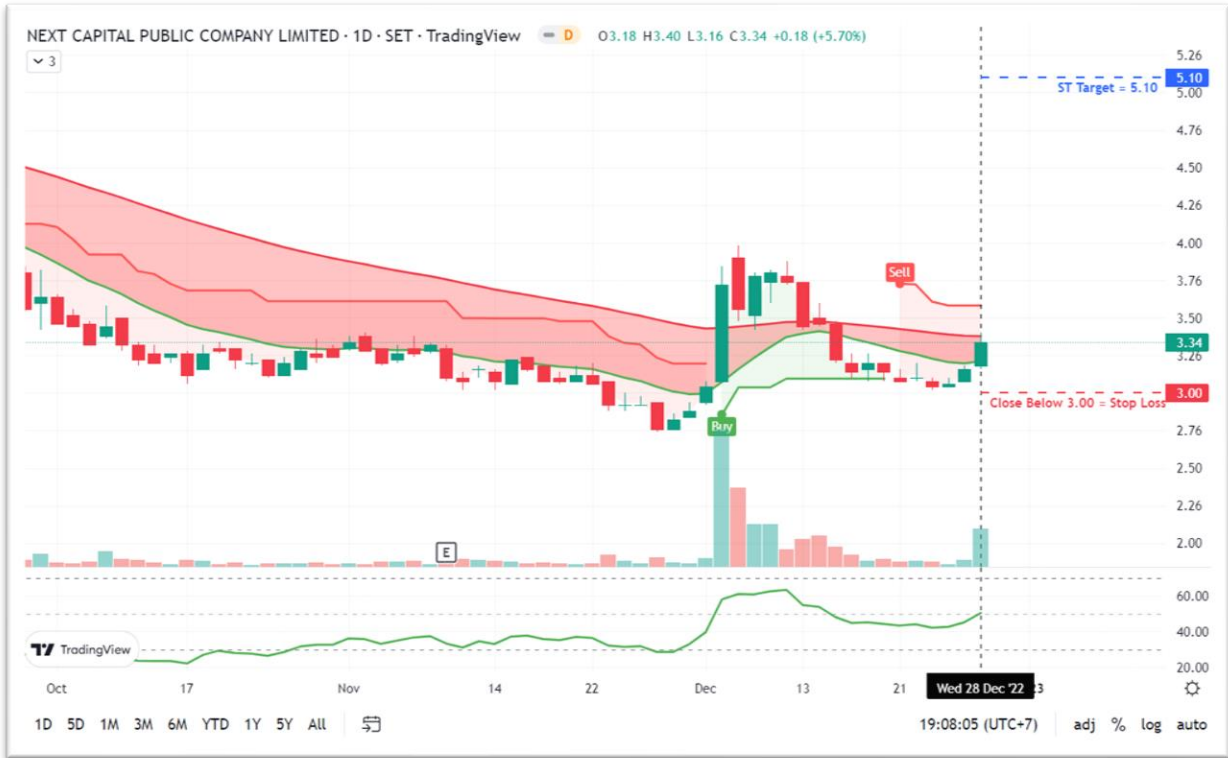 NEXT CAPITAL PUBLIC COMPANY LIMITED · 1D · SET · TradingView D O3.18 H3.40 L3.16 C3.34 +0.18 (+5.70%)
3
5.26
5.10
ST Target = 5.10
5.00
4.76
4.50
4.26
4.00
Sell
3.76
3.50
3.34
3.26
3.00
Close Below 3.00 = Stop Loss
2.76
Buy
2.50
2.26
E
2.00
60.00
40.00
TradingView
20.00
Oct 17 Nov 14 22 Dec 13 21 Wed 28 Dec '22 3
1D 5D 1M 3M 6M YTD 1Y 5Y All 19:08:05 (UTC+7) adj % log auto